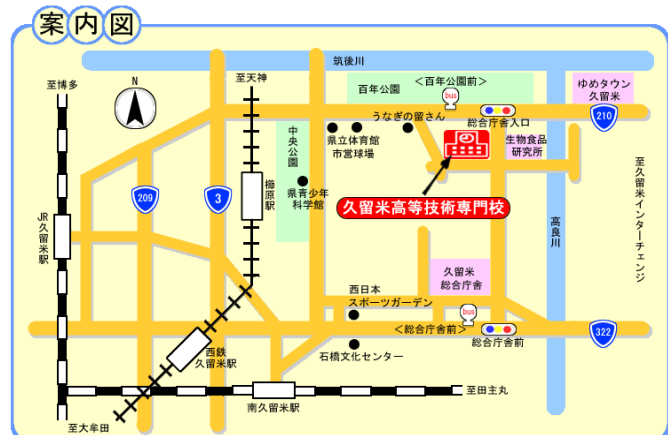 案内図
筑後川
至博多
至天神
N
百年公園
＜百年公園前＞
bus
ゆめタウン
久留米
うなぎの留さん
総合庁舎入口
210
中央公園
県立体育館
市営球場
生物食品
研究所
櫛原駅
県青少年
科学館
209
3
久留米高等技術専門校
JR久留米駅
高良川
至久留米インターチェンジ
久留米
総合庁舎
西日本
スポーツガーデン
bus
＜総合庁舎前＞
総合庁舎前
322
西鉄
久留米駅
石橋文化センター
南久留米駅
至田主丸
至大牟田